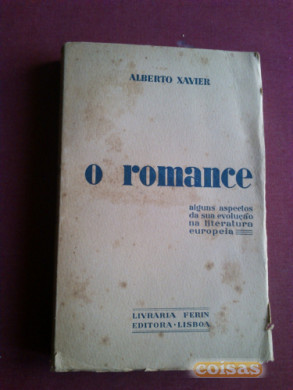 ALBERTO XAVIER
o romance
alguns aspectos
da sua evolução
na literatura
europeia
LIVRARIA FERIN
EDITORA · LISBOA
coisas